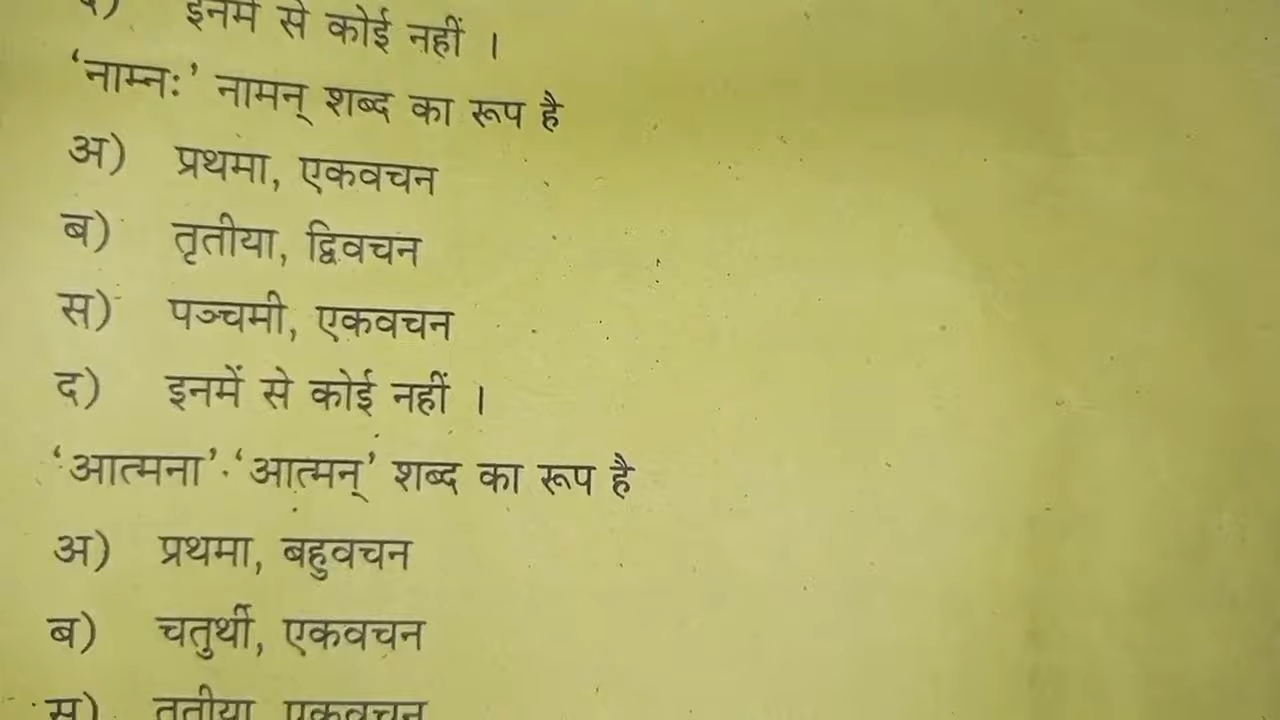 द) इनमें से कोई नहीं ।
‘नाम्नः’ नामन् शब्द का रूप है
अ) प्रथमा, एकवचन
ब) तृतीया, द्विवचन
स) पञ्चमी, एकवचन
द) इनमें से कोई नहीं ।
‘आत्मना’ ‘आत्मन्’ शब्द का रूप है
अ) प्रथमा, बहुवचन
ब) चतुर्थी, एकवचन
स) तृतीया, एकवचन